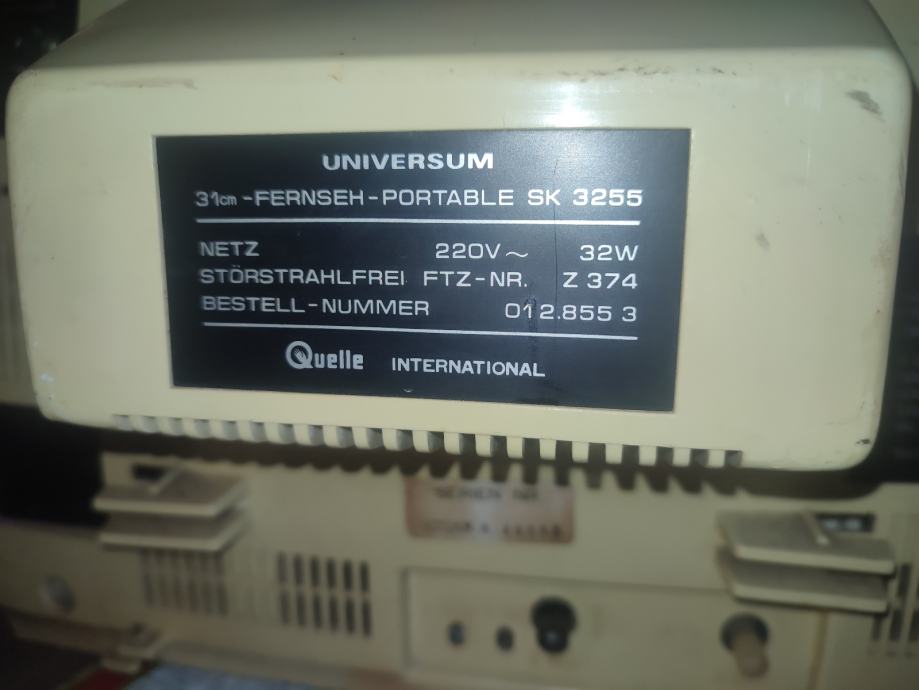 UNIVERSUM
31cm-FERNSEH-PORTABLE SK 3255
NETZ 220V~ 32W
STÖRSTRAHLFREI FTZ-NR. Z 374
BESTELL-NUMMER 012.855 3
Quelle INTERNATIONAL